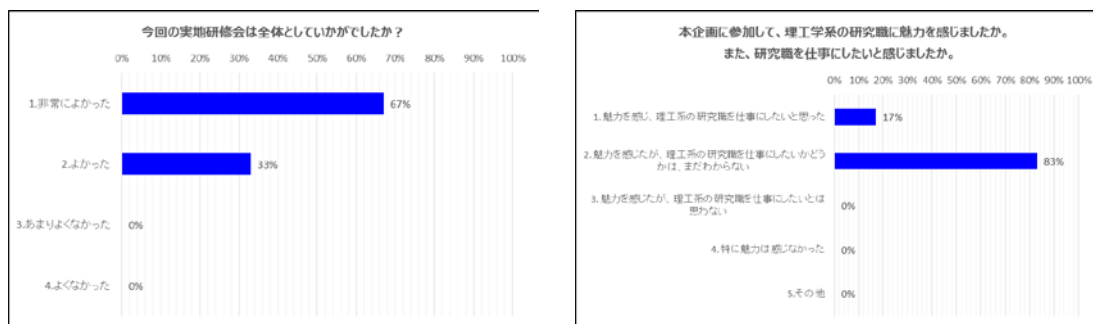 今回の実地研修会は全体としていかがでしたか？
0% 10% 20% 30% 40% 50% 60% 70% 80% 90% 100%
1.非常によかった 67%
2.よかった 33%
3.あまりよくなかった 0%
4.よくなかった 0%
本企画に参加して、理工学系の研究職に魅力を感じましたか。
また、研究職を仕事にしたいと感じましたか。
0% 10% 20% 30% 40% 50% 60% 70% 80% 90% 100%
1.魅力を感じ、理工系の研究職を仕事にしたいと思った 17%
2.魅力を感じたが、理工系の研究職を仕事にしたいかどう
かは、まだわからない 83%
3.魅力を感じたが、理工系の研究職を仕事にしたいとは
思わない 0%
4.特に魅力は感じなかった 0%
5.その他 0%